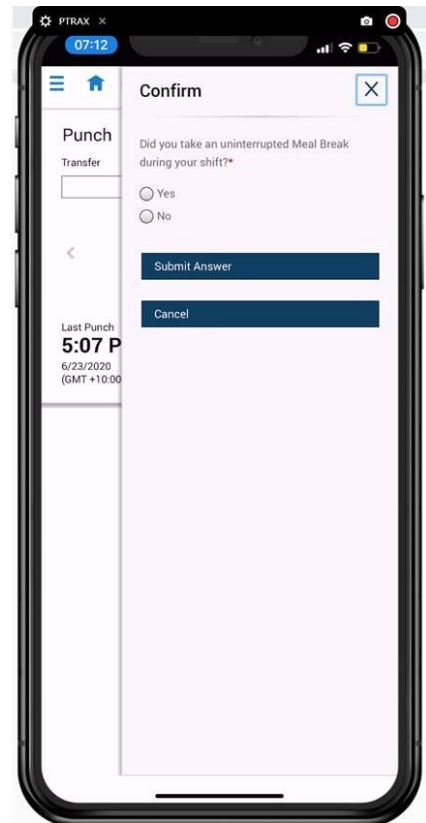 PTRAX ×
07:12
Confirm
Punch
Transfer
Did you take an uninterrupted Meal Break
during your shift?*
Yes
No
Submit Answer
Cancel
Last Punch
5:07 P
6/23/2020
(GMT +10:00